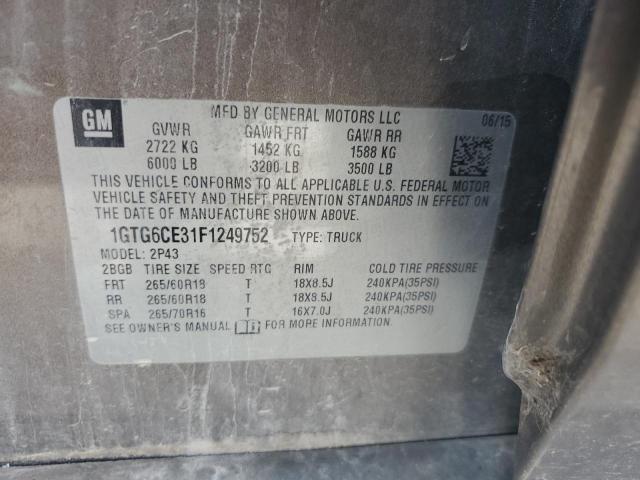 GM
MFD BY GENERAL MOTORS LLC 06/15
GVWR GAWR FRT GAWR RR
2722 KG 1452 KG 1588 KG
6000 LB 3200 LB 3500 LB
THIS VEHICLE CONFORMS TO ALL APPLICABLE U.S. FEDERAL MOTOR
VEHICLE SAFETY AND THEFT PREVENTION STANDARDS IN EFFECT ON THE
DATE OF MANUFACTURE SHOWN ABOVE.
1GTG6CE31F1249752 TYPE: TRUCK
MODEL: 2P43
2BGB TIRE SIZE SPEED RTG RIM COLD TIRE PRESSURE
FRT 265/60R18 T 18X8.5J 240KPA(35PSI)
RR 265/60R18 T 18X8.5J 240KPA(35PSI)
SPA 265/70R16 T 16X7.0J 240KPA(35PSI)
SEE OWNER'S MANUAL FOR MORE INFORMATION.